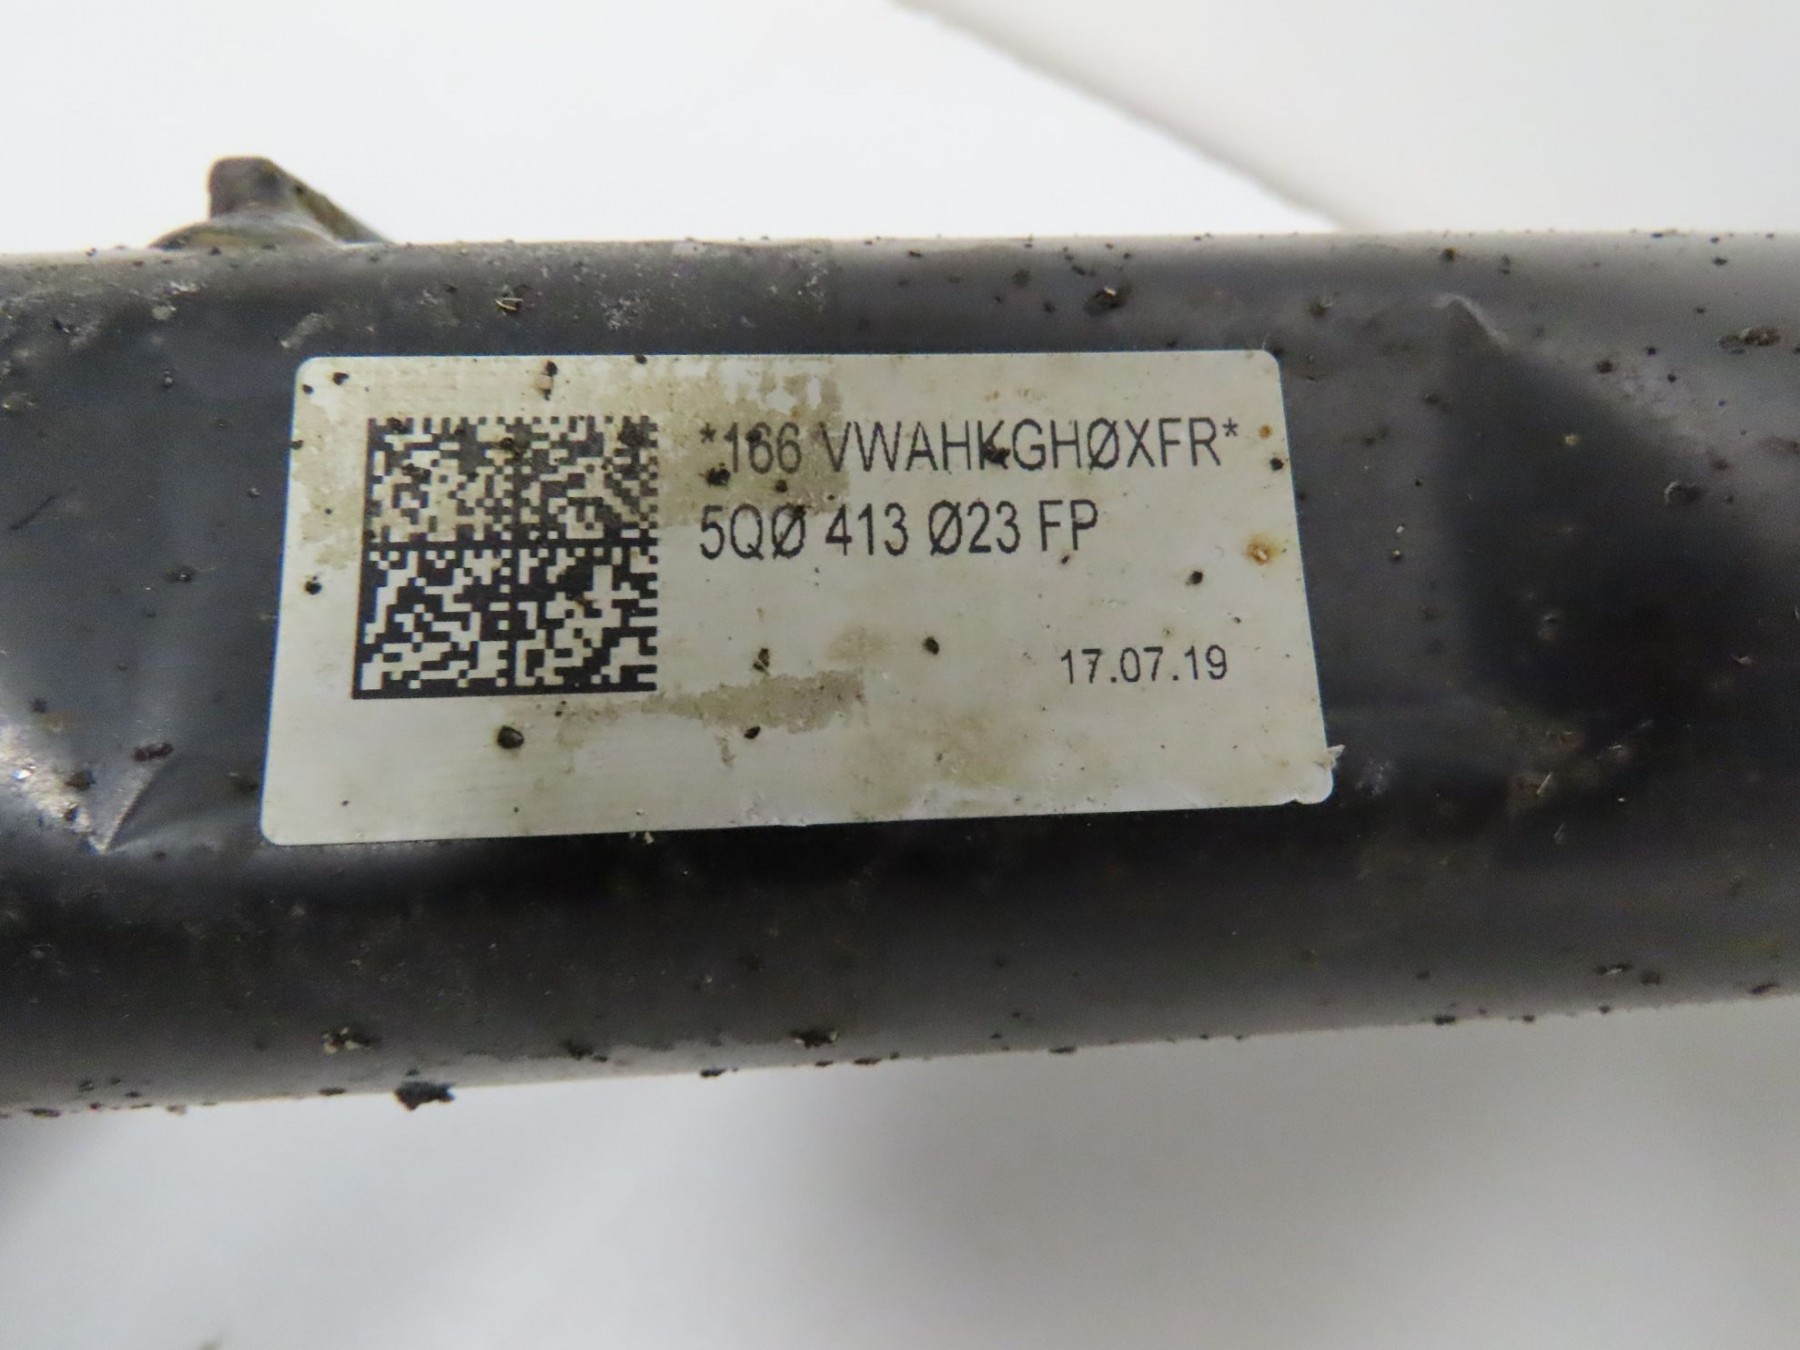 *166 VWAHKGHØXFR*
5QØ 413 Ø23 FP
17.07.19